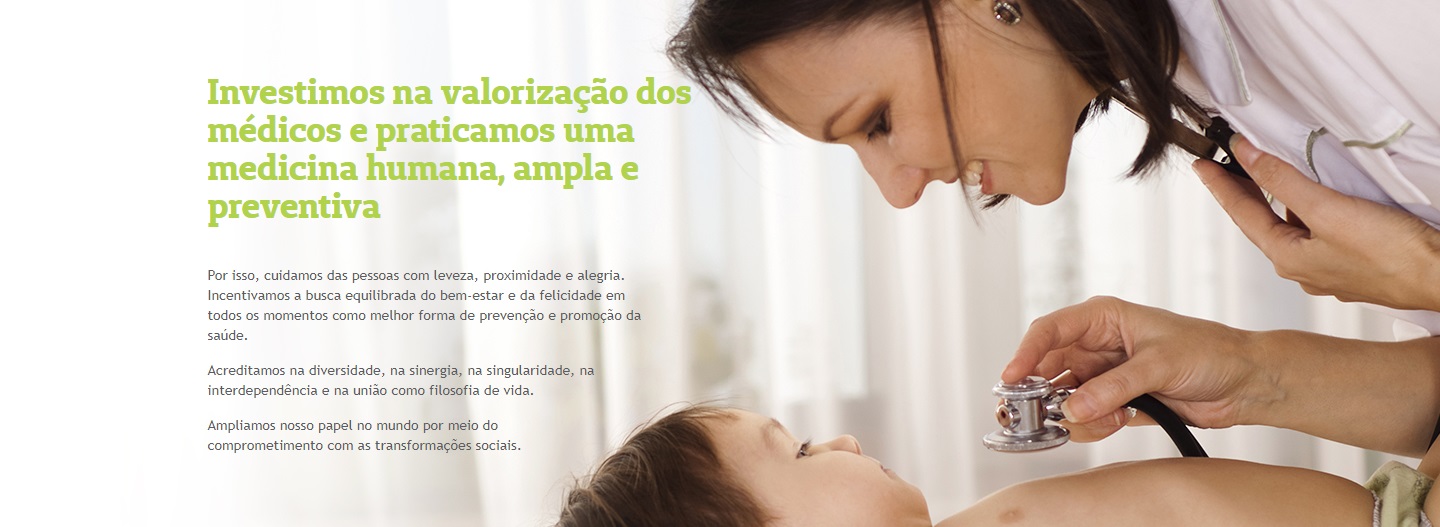 Investimos na valorização dos
médicos e praticamos uma
medicina humana, ampla e
preventiva
Por isso, cuidamos das pessoas com leveza, proximidade e alegria.
Incentivamos a busca equilibrada do bem-estar e da felicidade em
todos os momentos como melhor forma de prevenção e promoção da
saúde.
Acreditamos na diversidade, na sinergia, na singularidade, na
interdependência e na união como filosofia de vida.
Ampliamos nosso papel no mundo por meio do
comprometimento com as transformações sociais.